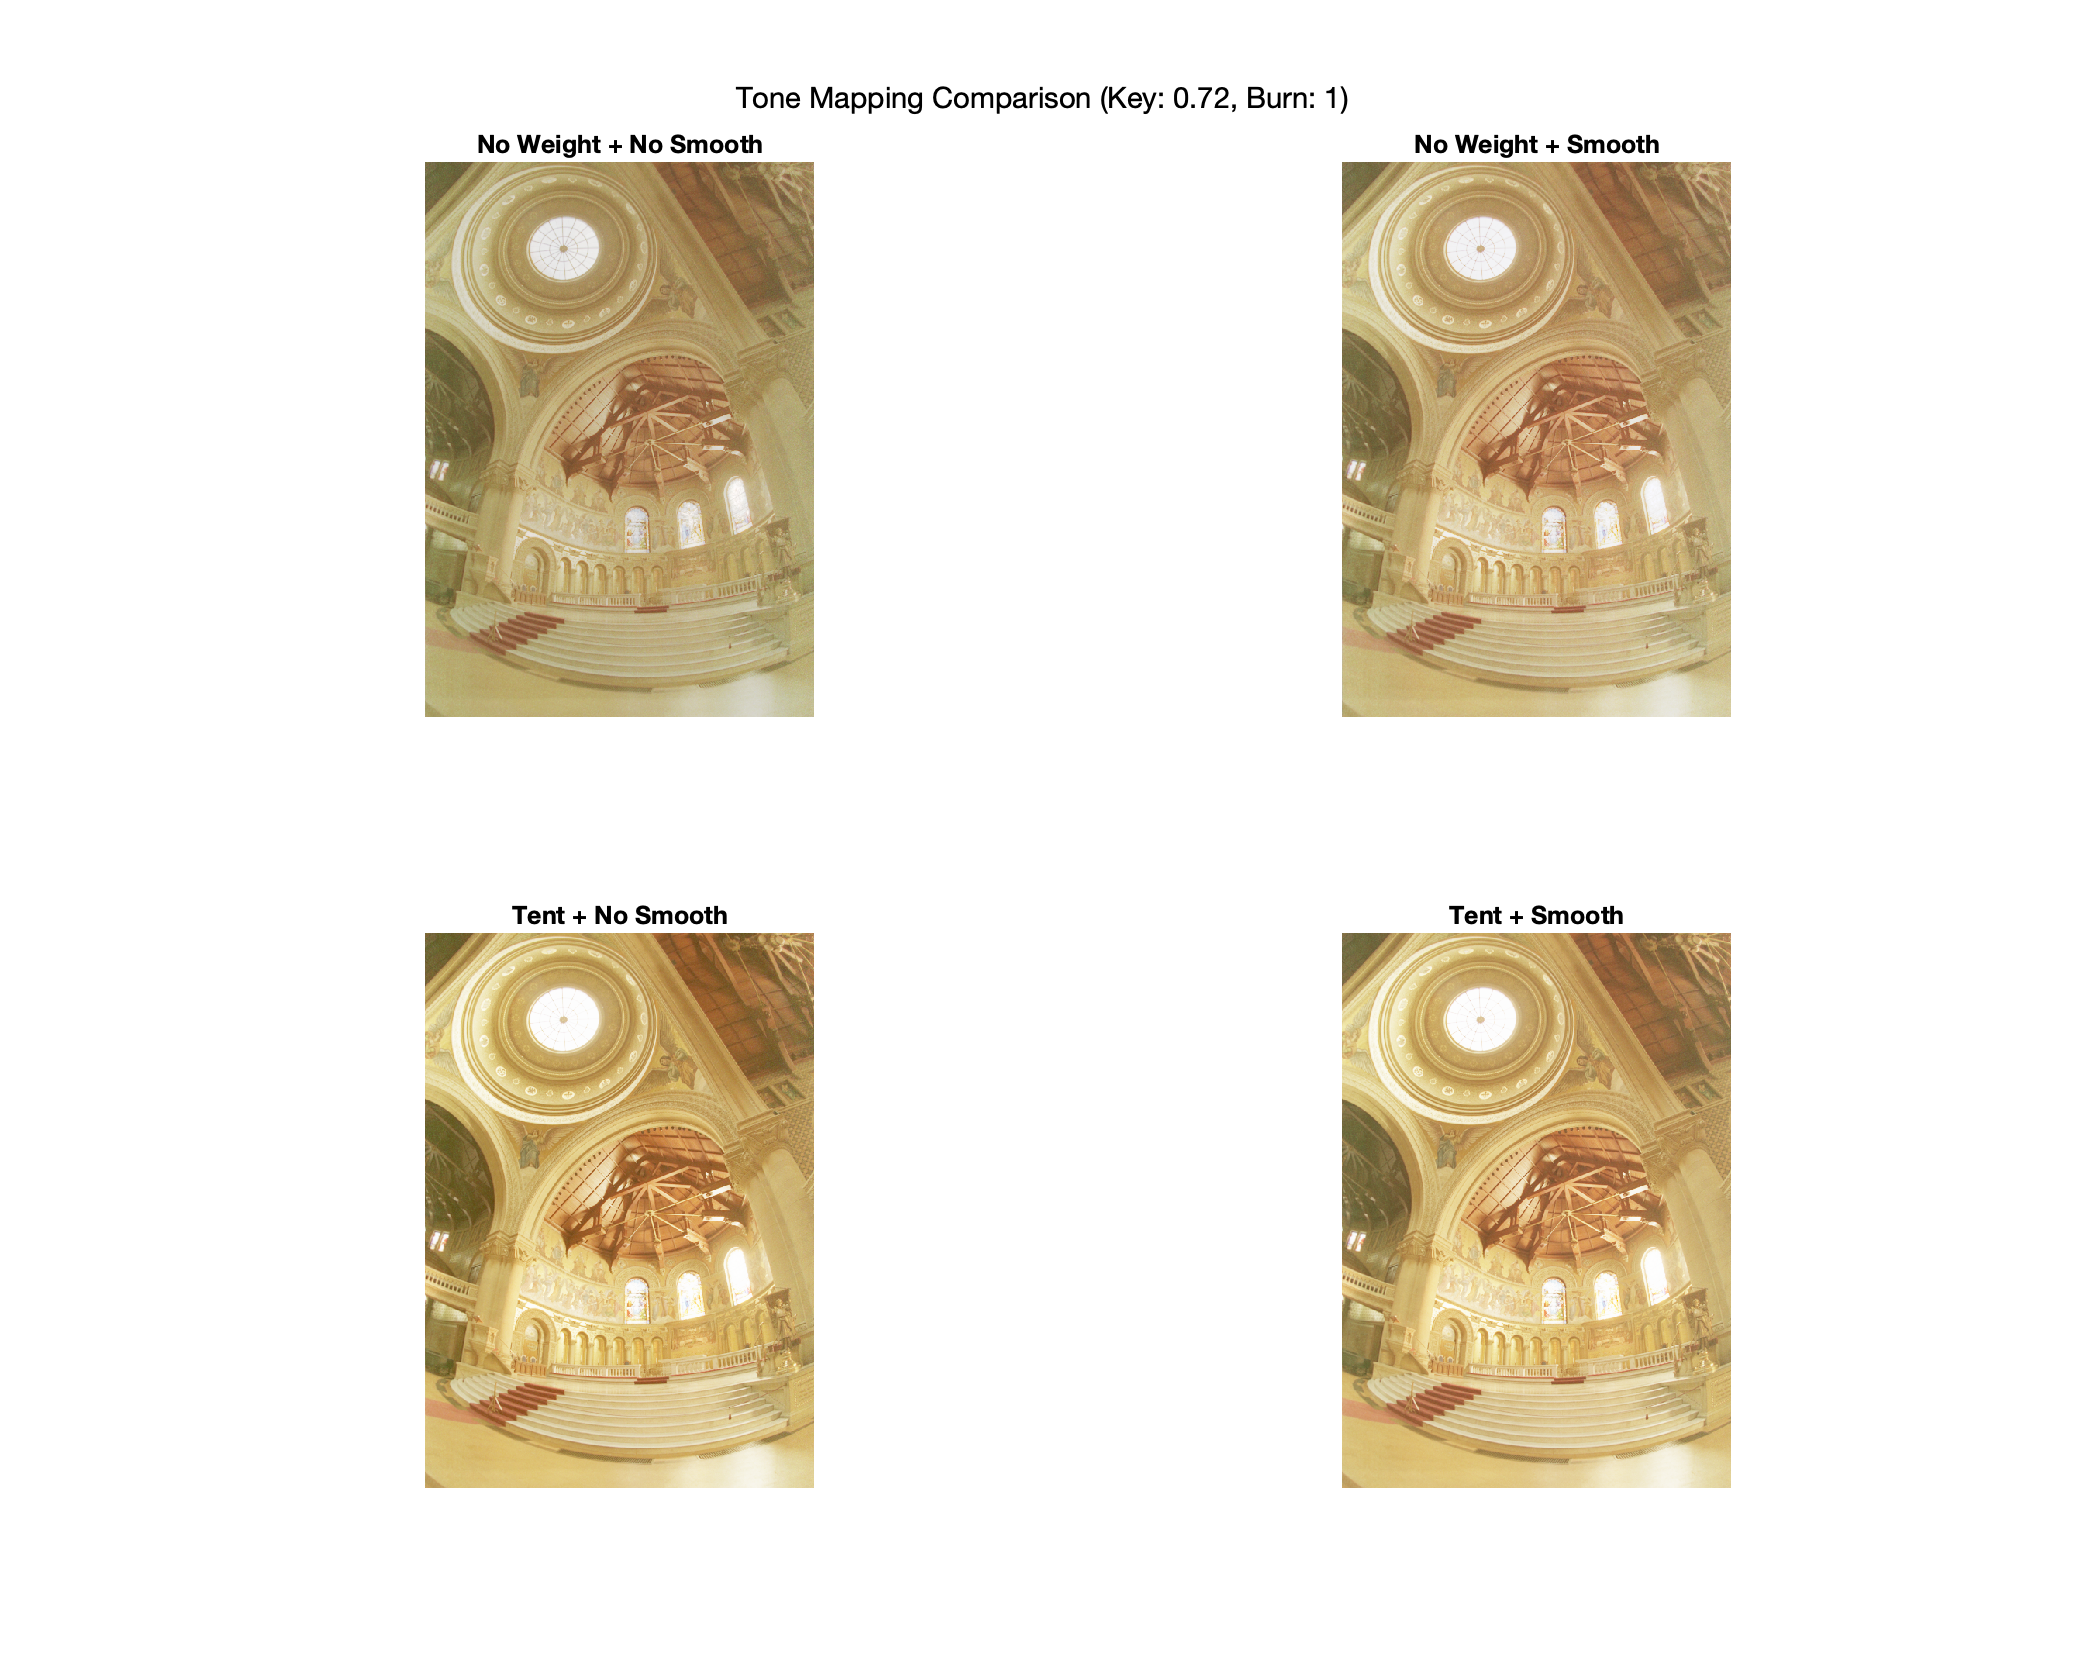 Tone Mapping Comparison (Key: 0.72, Burn: 1)
No Weight + No Smooth
No Weight + Smooth
Tent + No Smooth
Tent + Smooth